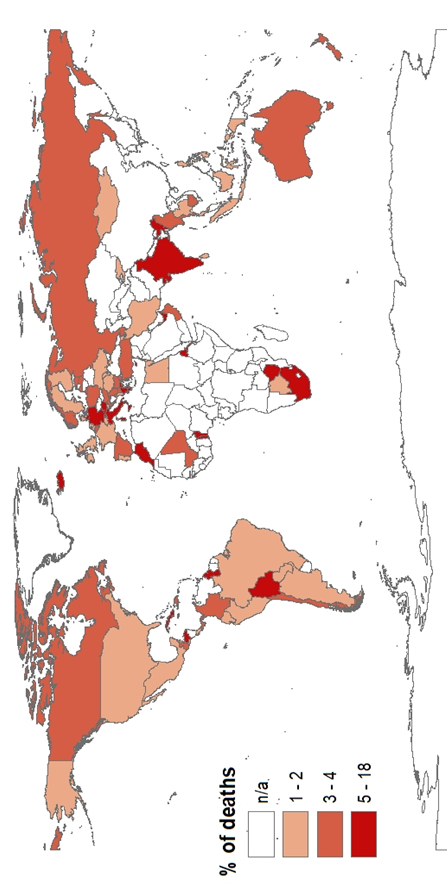 % of deaths
n/a
1 - 2
3 - 4
5 - 18